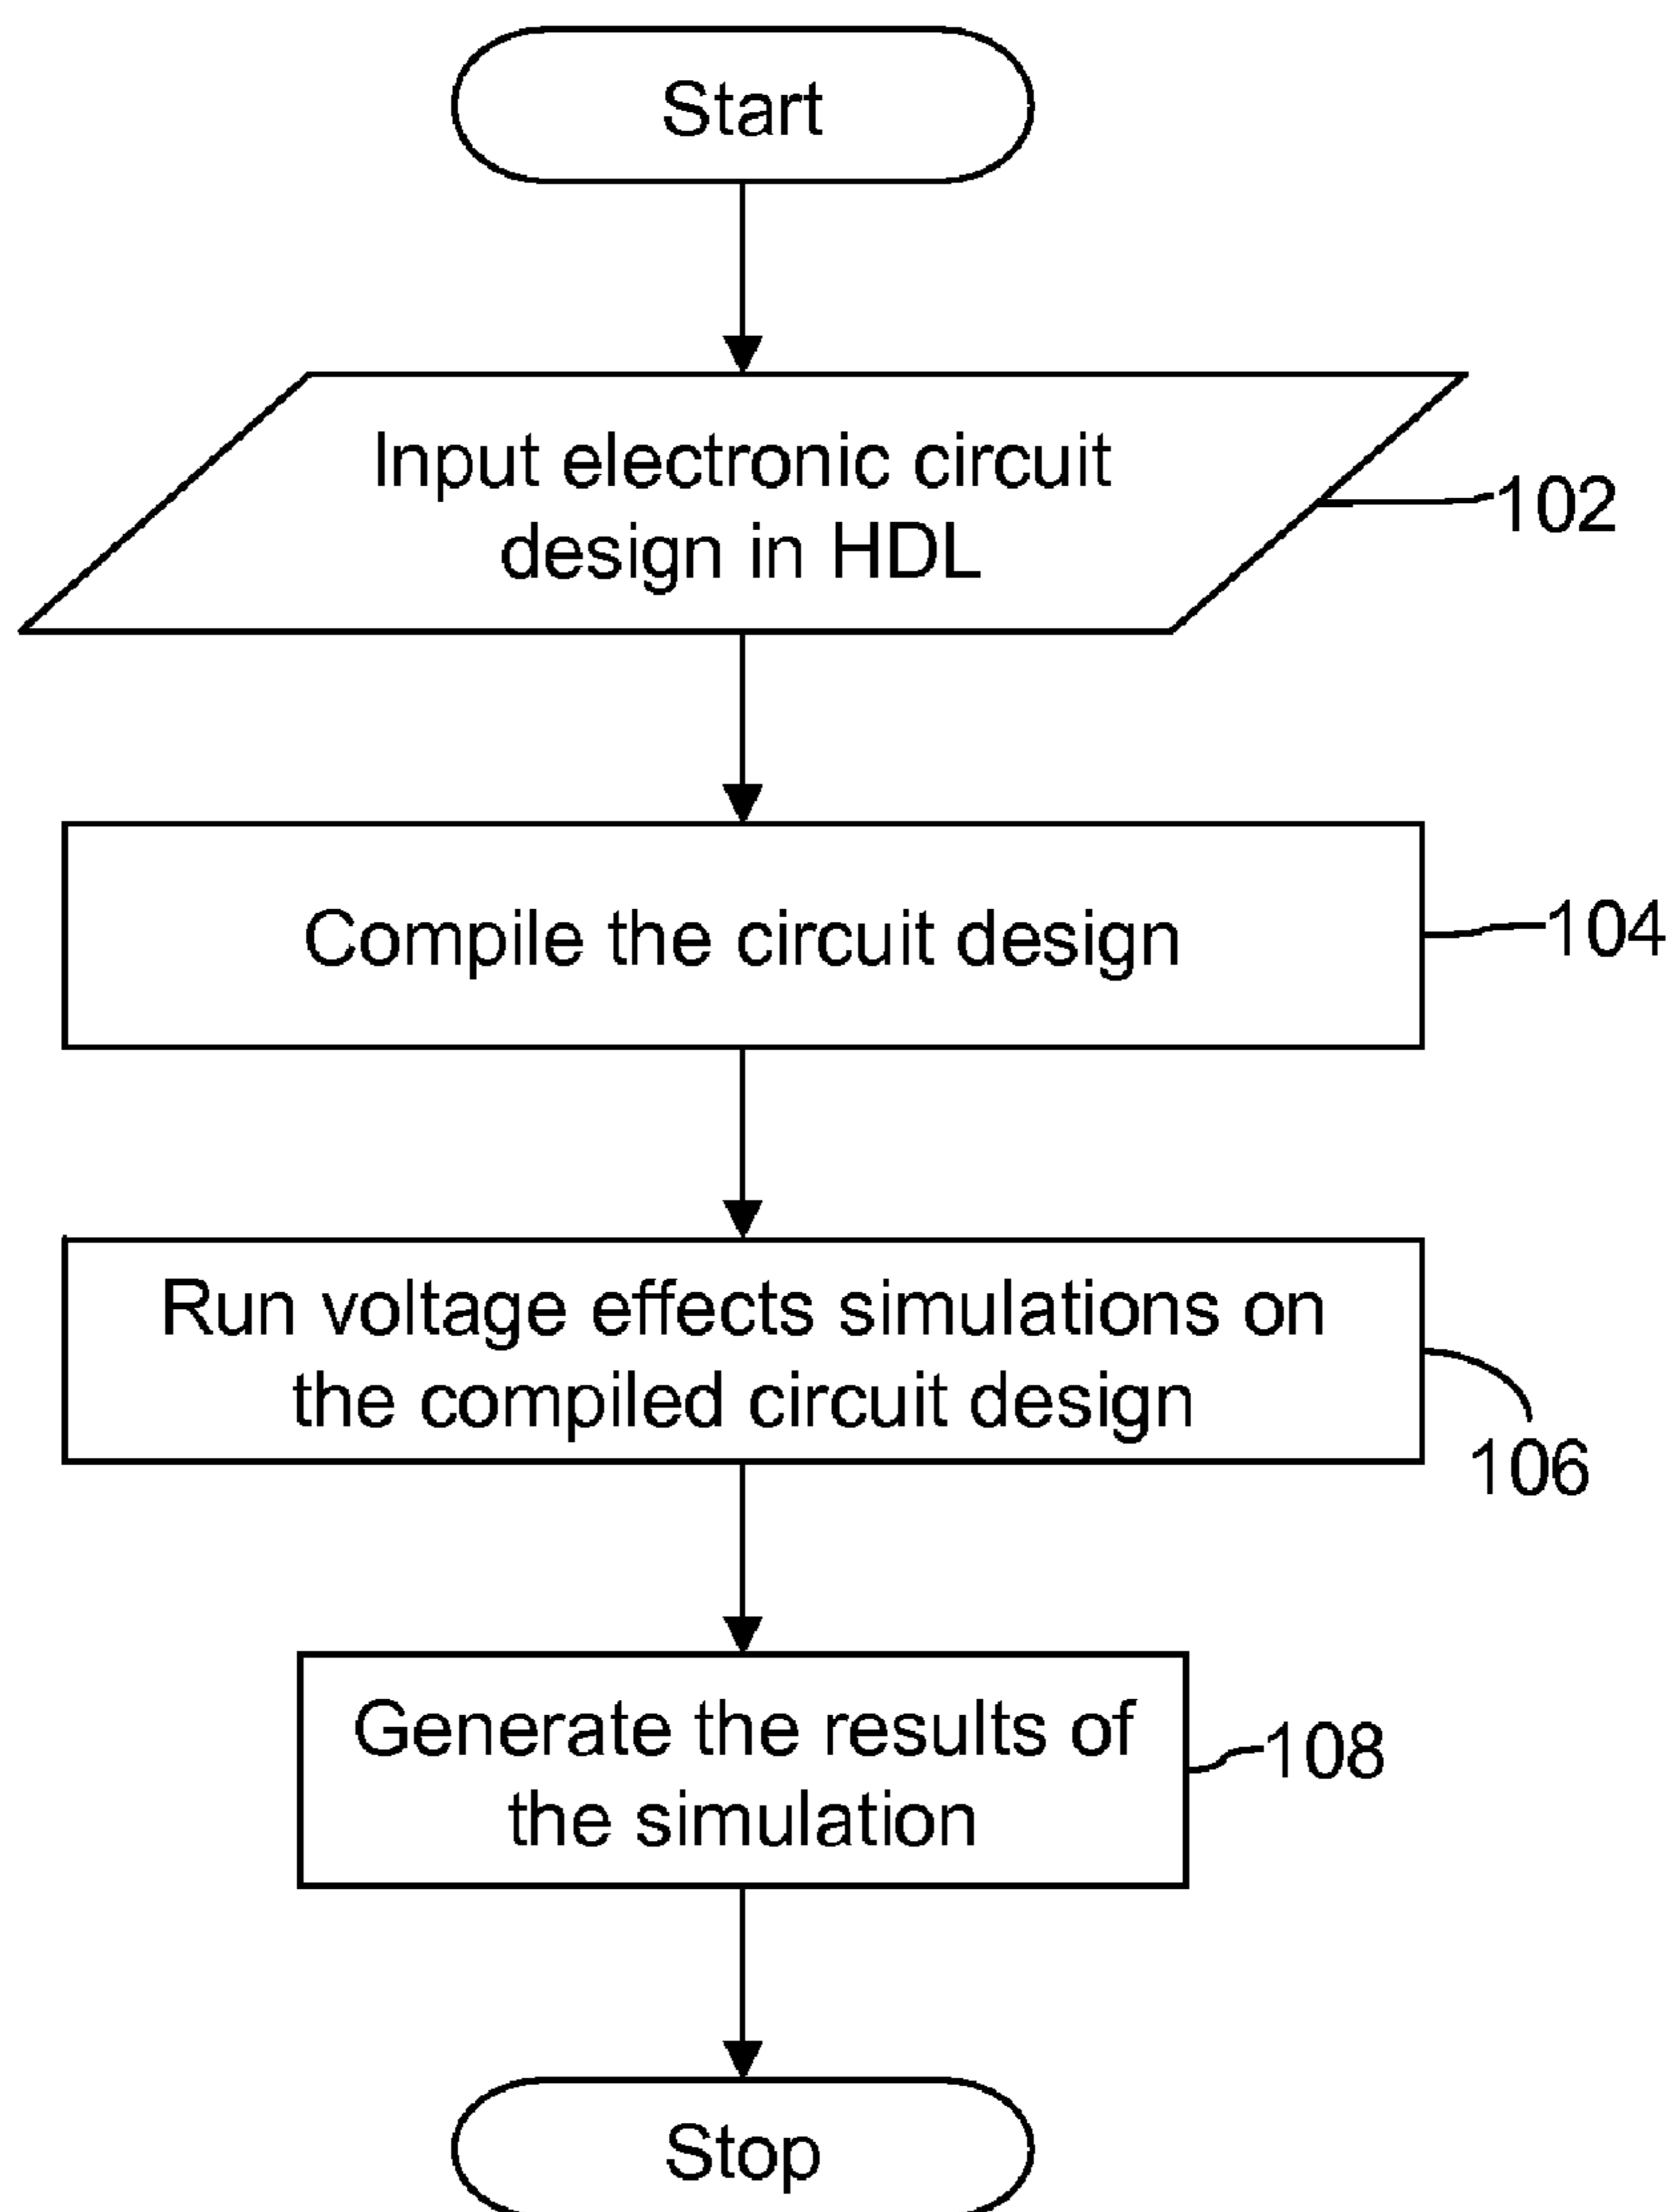 Start
Input electronic circuit
design in HDL
102
Compile the circuit design
104
Run voltage effects simulations on
the compiled circuit design
106
Generate the results of
the simulation
108
Stop